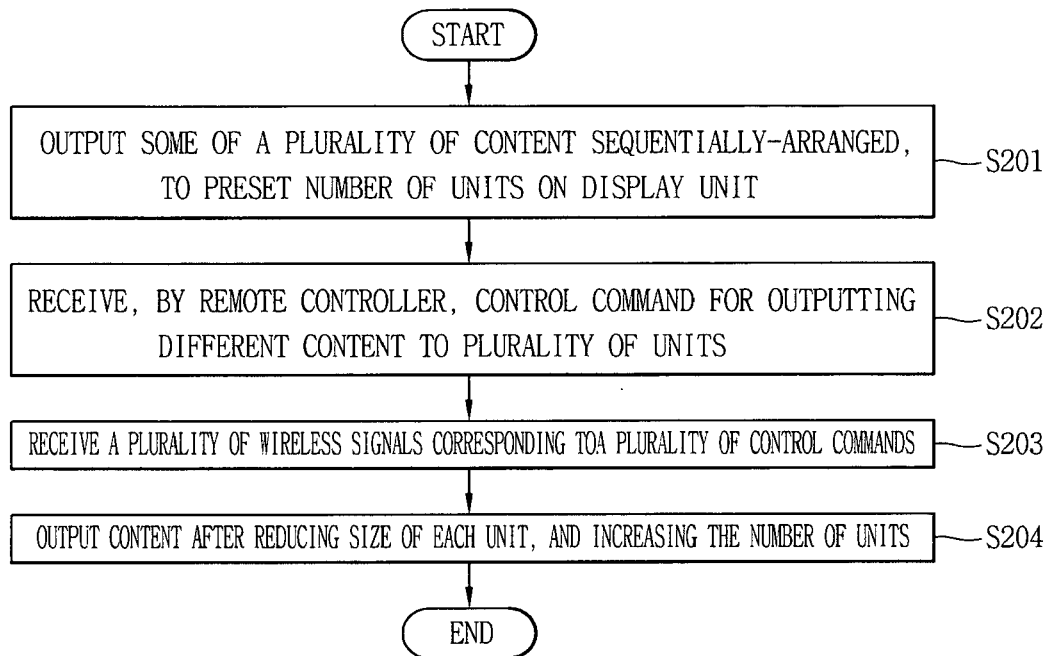 START
OUTPUT SOME OF A PLURALITY OF CONTENT SEQUENTIALLY-ARRANGED,
TO PRESET NUMBER OF UNITS ON DISPLAY UNIT
S201
RECEIVE, BY REMOTE CONTROLLER, CONTROL COMMAND FOR OUTPUTTING
DIFFERENT CONTENT TO PLURALITY OF UNITS
S202
RECEIVE A PLURALITY OF WIRELESS SIGNALS CORRESPONDING TOA PLURALITY OF CONTROL COMMANDS
S203
OUTPUT CONTENT AFTER REDUCING SIZE OF EACH UNIT, AND INCREASING THE NUMBER OF UNITS
S204
END